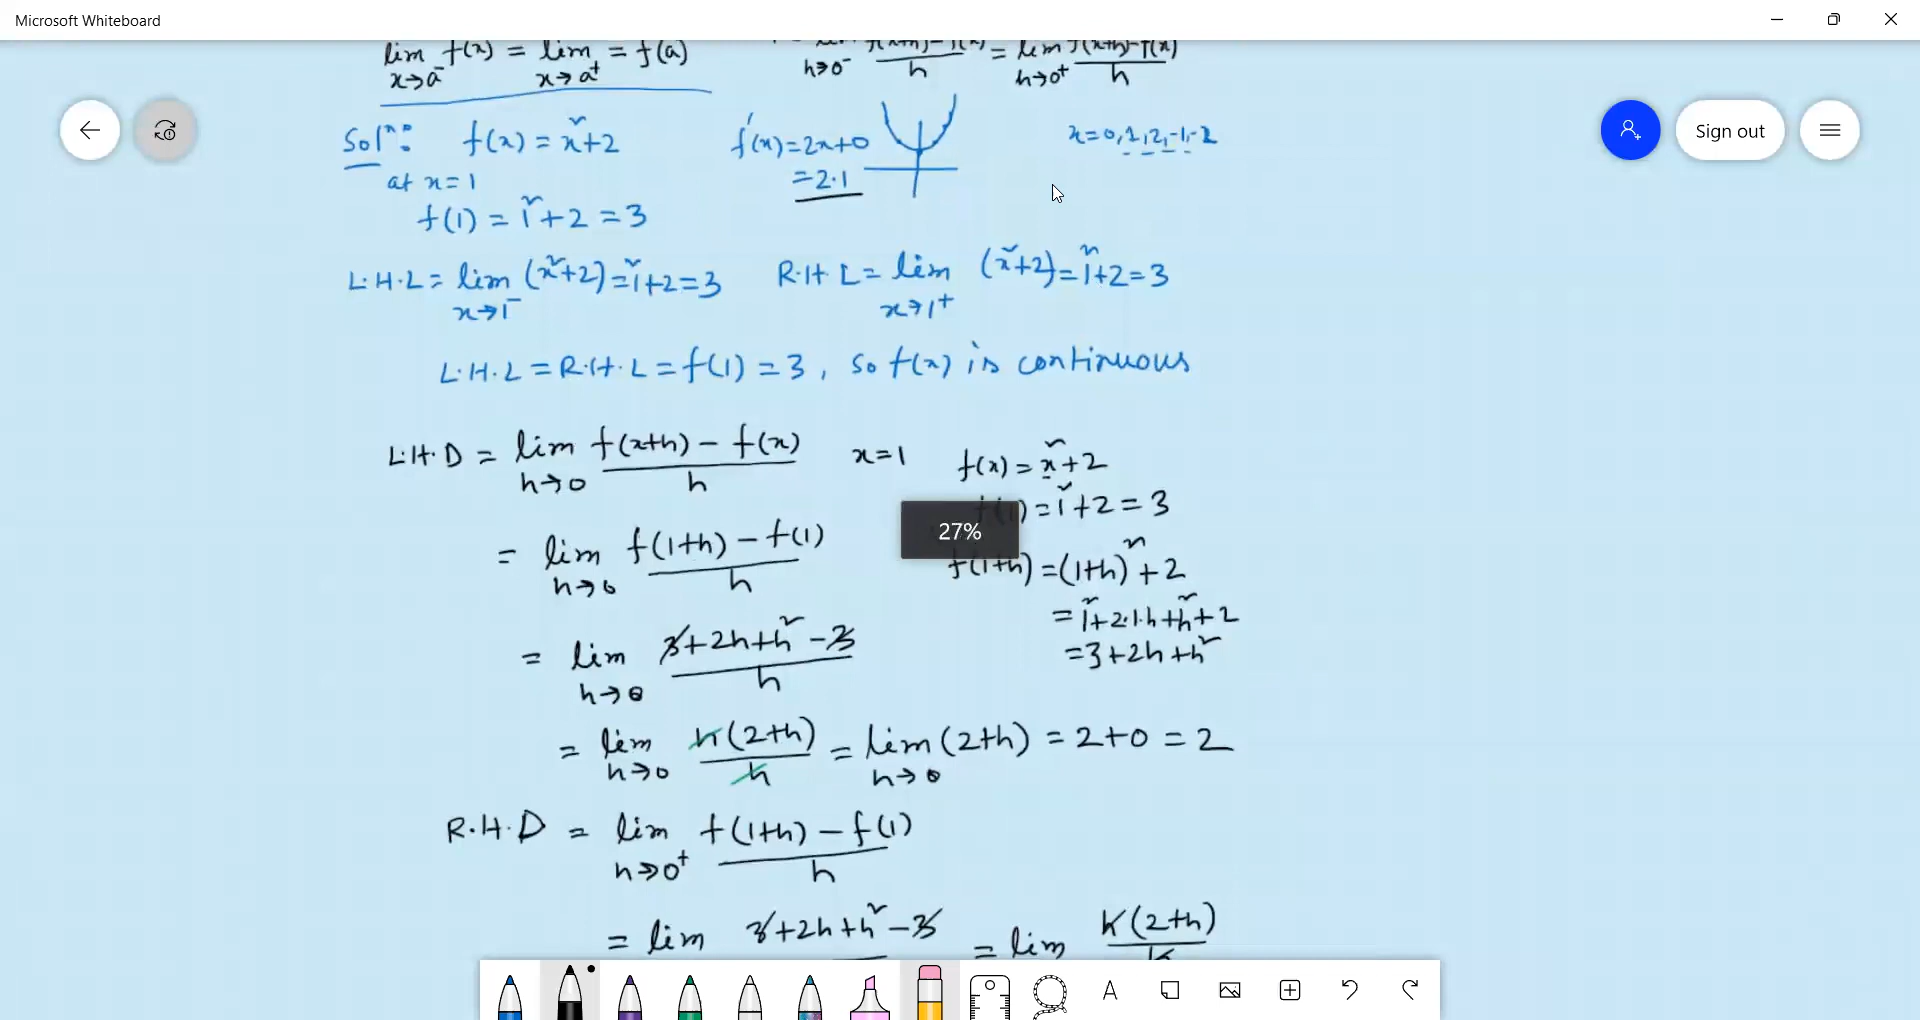 Microsoft Whiteboard
lim x→a⁻ f(x) = lim x→a⁺ = f(a)
lim h→0⁻ f(x+h)-f(x)/h = lim h→0⁺ f(x+h)-f(x)/h
Solⁿ: f(x) = x²+2
f'(x)=2x+0
x=0,1,2,-1,-2
Sign out
at x=1
=2·1
f(1) = 1²+2 = 3
L.H.L = lim x→1⁻ (x²+2) = 1²+2 = 3
R.H.L = lim x→1⁺ (x²+2) = 1²+2 = 3
L.H.L = R.H.L = f(1) = 3, so f(x) is continuous
L.H.D = lim h→0 f(x+h) - f(x)/h
x=1
f(x) = x²+2
f(1) = 1²+2 = 3
27%
= lim h→0 f(1+h) - f(1)/h
f(1+h) = (1+h)²+2
= 1²+2·1·h+h²+2
= lim h→0 3+2h+h²-3/h
=3+2h+h²
= lim h→0 h(2+h)/h = lim h→0 (2+h) = 2+0 = 2
R.H.D = lim h→0⁺ f(1+h) - f(1)/h
= lim 3+2h+h²-3 = lim h(2+h)/h
A